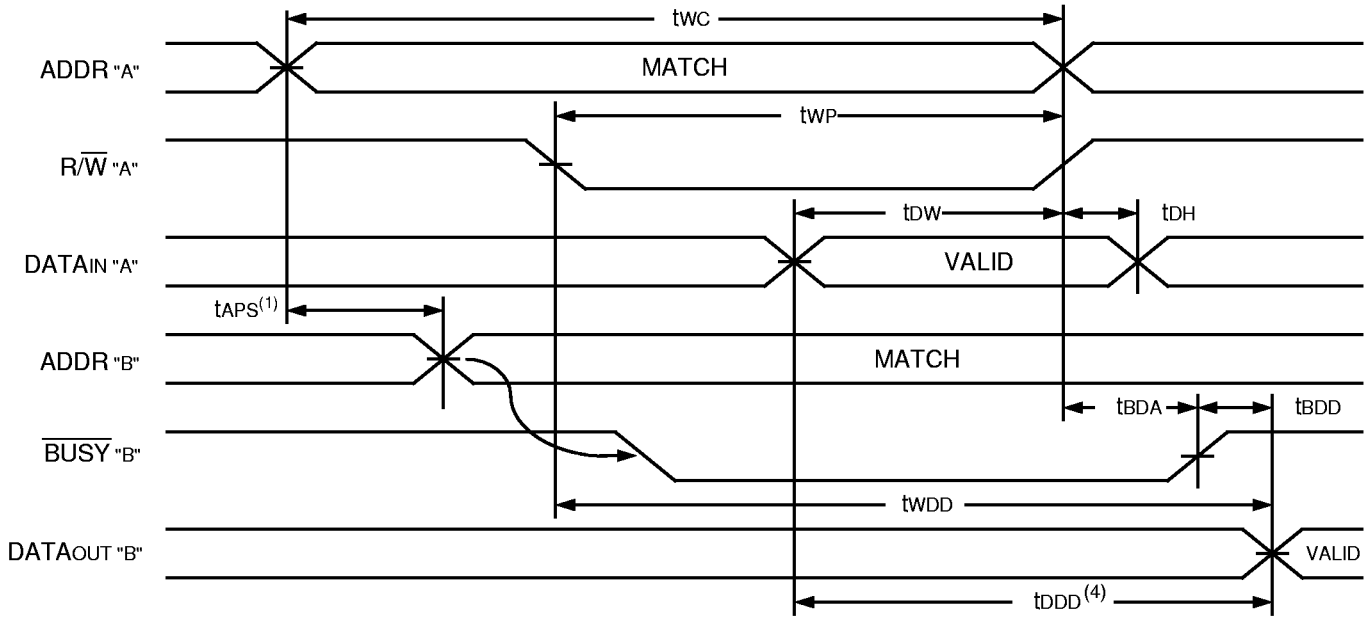 tWC
ADDR "A" MATCH
tWP
R/W "A"
tDW tDH
DATAIN "A" VALID
tAPS(1)
ADDR "B" MATCH
tBDA tBDD
BUSY "B"
tWDD
DATAOUT "B" VALID
tDDD(4)